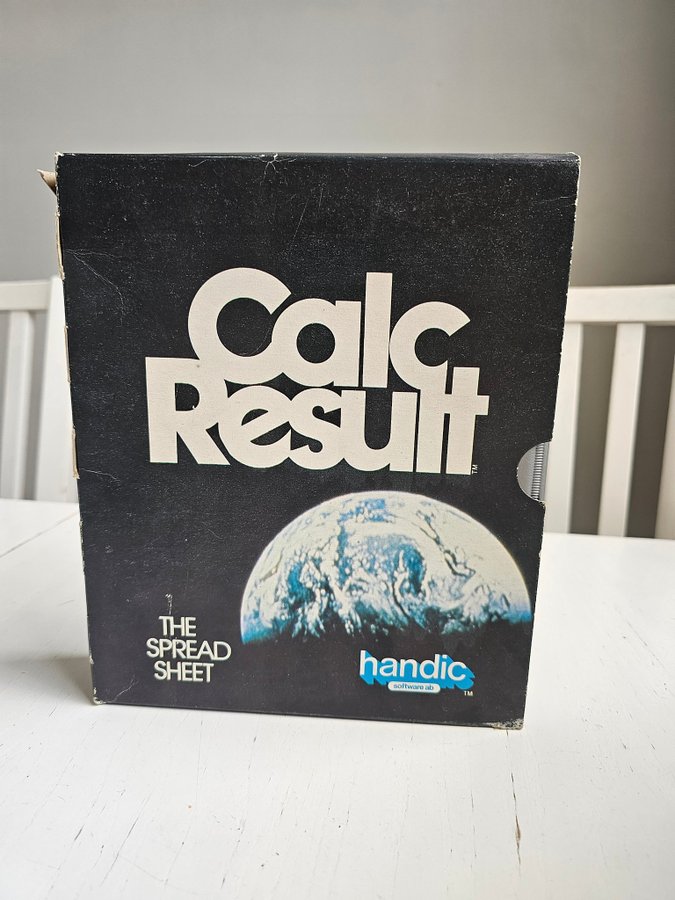 Calc
Result
TM
THE
SPREAD
SHEET
handic
software ab
TM